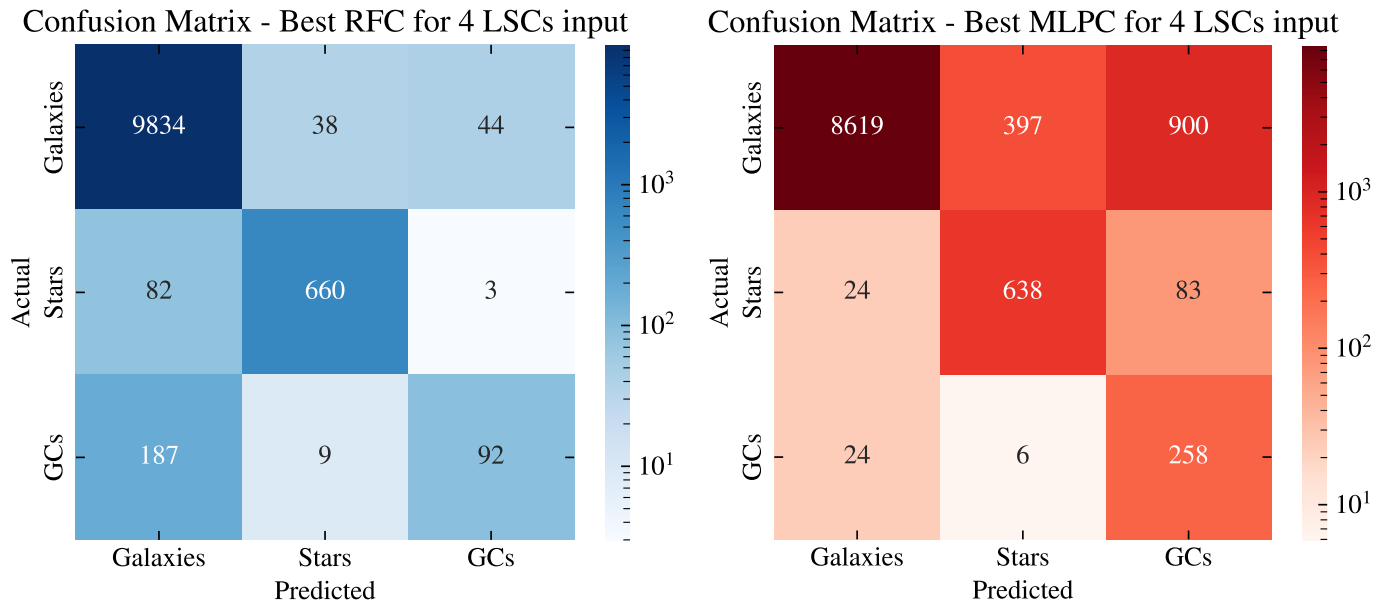 Confusion Matrix - Best RFC for 4 LSCs input
Galaxies
9834
38
44
Actual
Stars
82
660
3
GCs
187
9
92
Galaxies
Stars
GCs
Predicted
10³
10²
10¹
Confusion Matrix - Best MLPC for 4 LSCs input
Galaxies
8619
397
900
Actual
Stars
24
638
83
GCs
24
6
258
Galaxies
Stars
GCs
Predicted
10³
10²
10¹